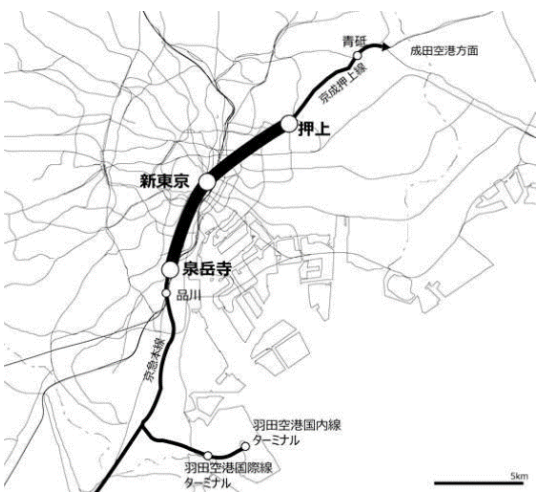 青砥
成田空港方面
京成押上線
押上
新東京
泉岳寺
品川
京急本線
羽田空港国内線
ターミナル
羽田空港国際線
ターミナル
5km